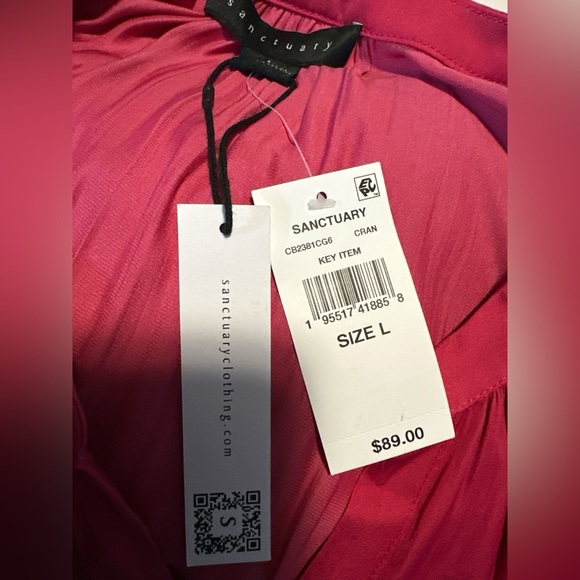 sanctuary
SANCTUARY
CB2381CG6 CRAN
KEY ITEM
1 95517 41885 8
SIZE L
$89.00
sanctuaryclothing.com
S